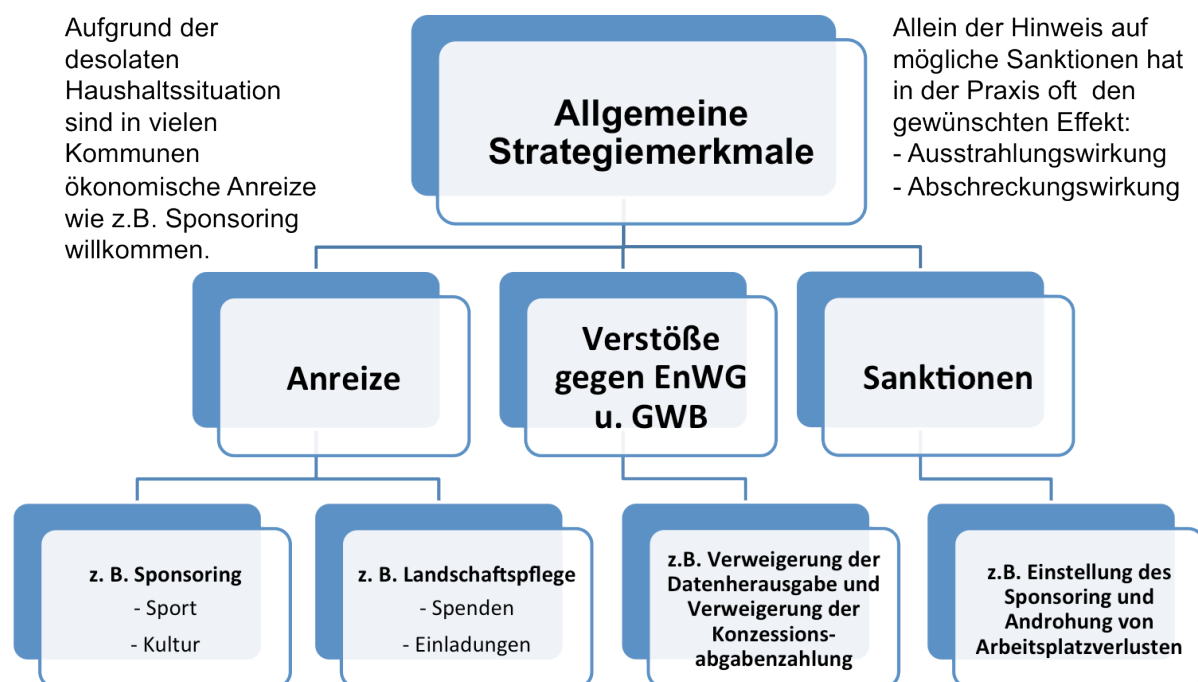 Aufgrund der
desolaten
Haushaltssituation
sind in vielen
Kommunen
ökonomische Anreize
wie z.B. Sponsoring
willkommen.
Allgemeine
Strategiemerkmale
Allein der Hinweis auf
mögliche Sanktionen hat
in der Praxis oft den
gewünschten Effekt:
- Ausstrahlungswirkung
- Abschreckungswirkung
Anreize
Verstöße
gegen EnWG
u. GWB
Sanktionen
z. B. Sponsoring
- Sport
- Kultur
z. B. Landschaftspflege
- Spenden
- Einladungen
z.B. Verweigerung der
Datenherausgabe und
Verweigerung der
Konzessions-
abgabenzahlung
z.B. Einstellung des
Sponsoring und
Androhung von
Arbeitsplatzverlusten